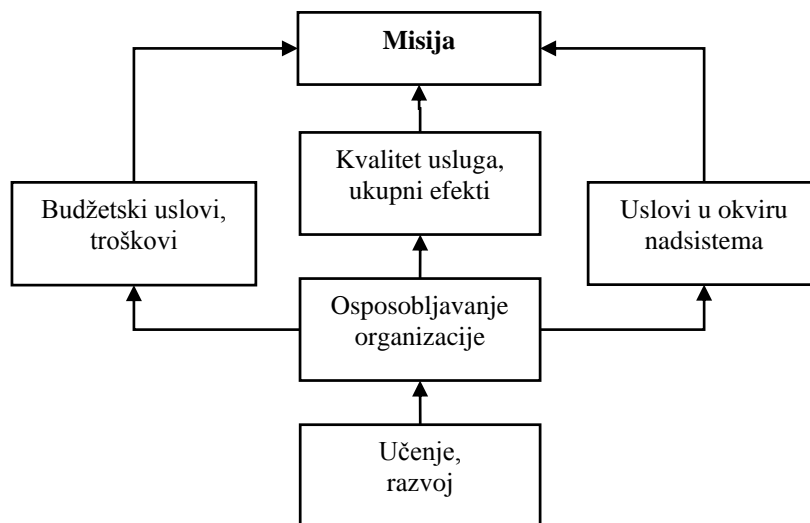 Misija
Kvalitet usluga,
ukupni efekti
Budžetski uslovi,
troškovi
Uslovi u okviru
nadsistema
Osposobljavanje
organizacije
Učenje,
razvoj